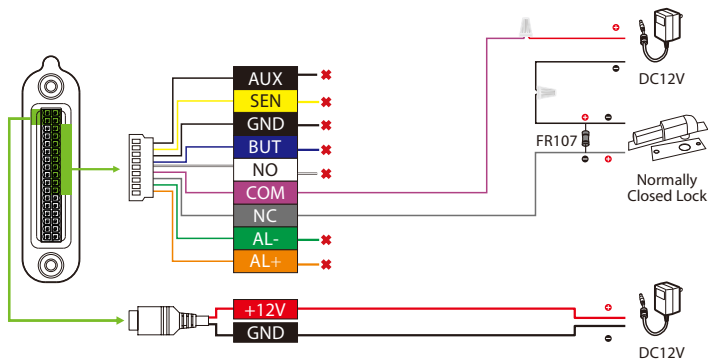 AUX
SEN
GND
BUT
NO
COM
NC
AL-
AL+
DC12V
FR107
Normally
Closed Lock
+12V
GND
DC12V